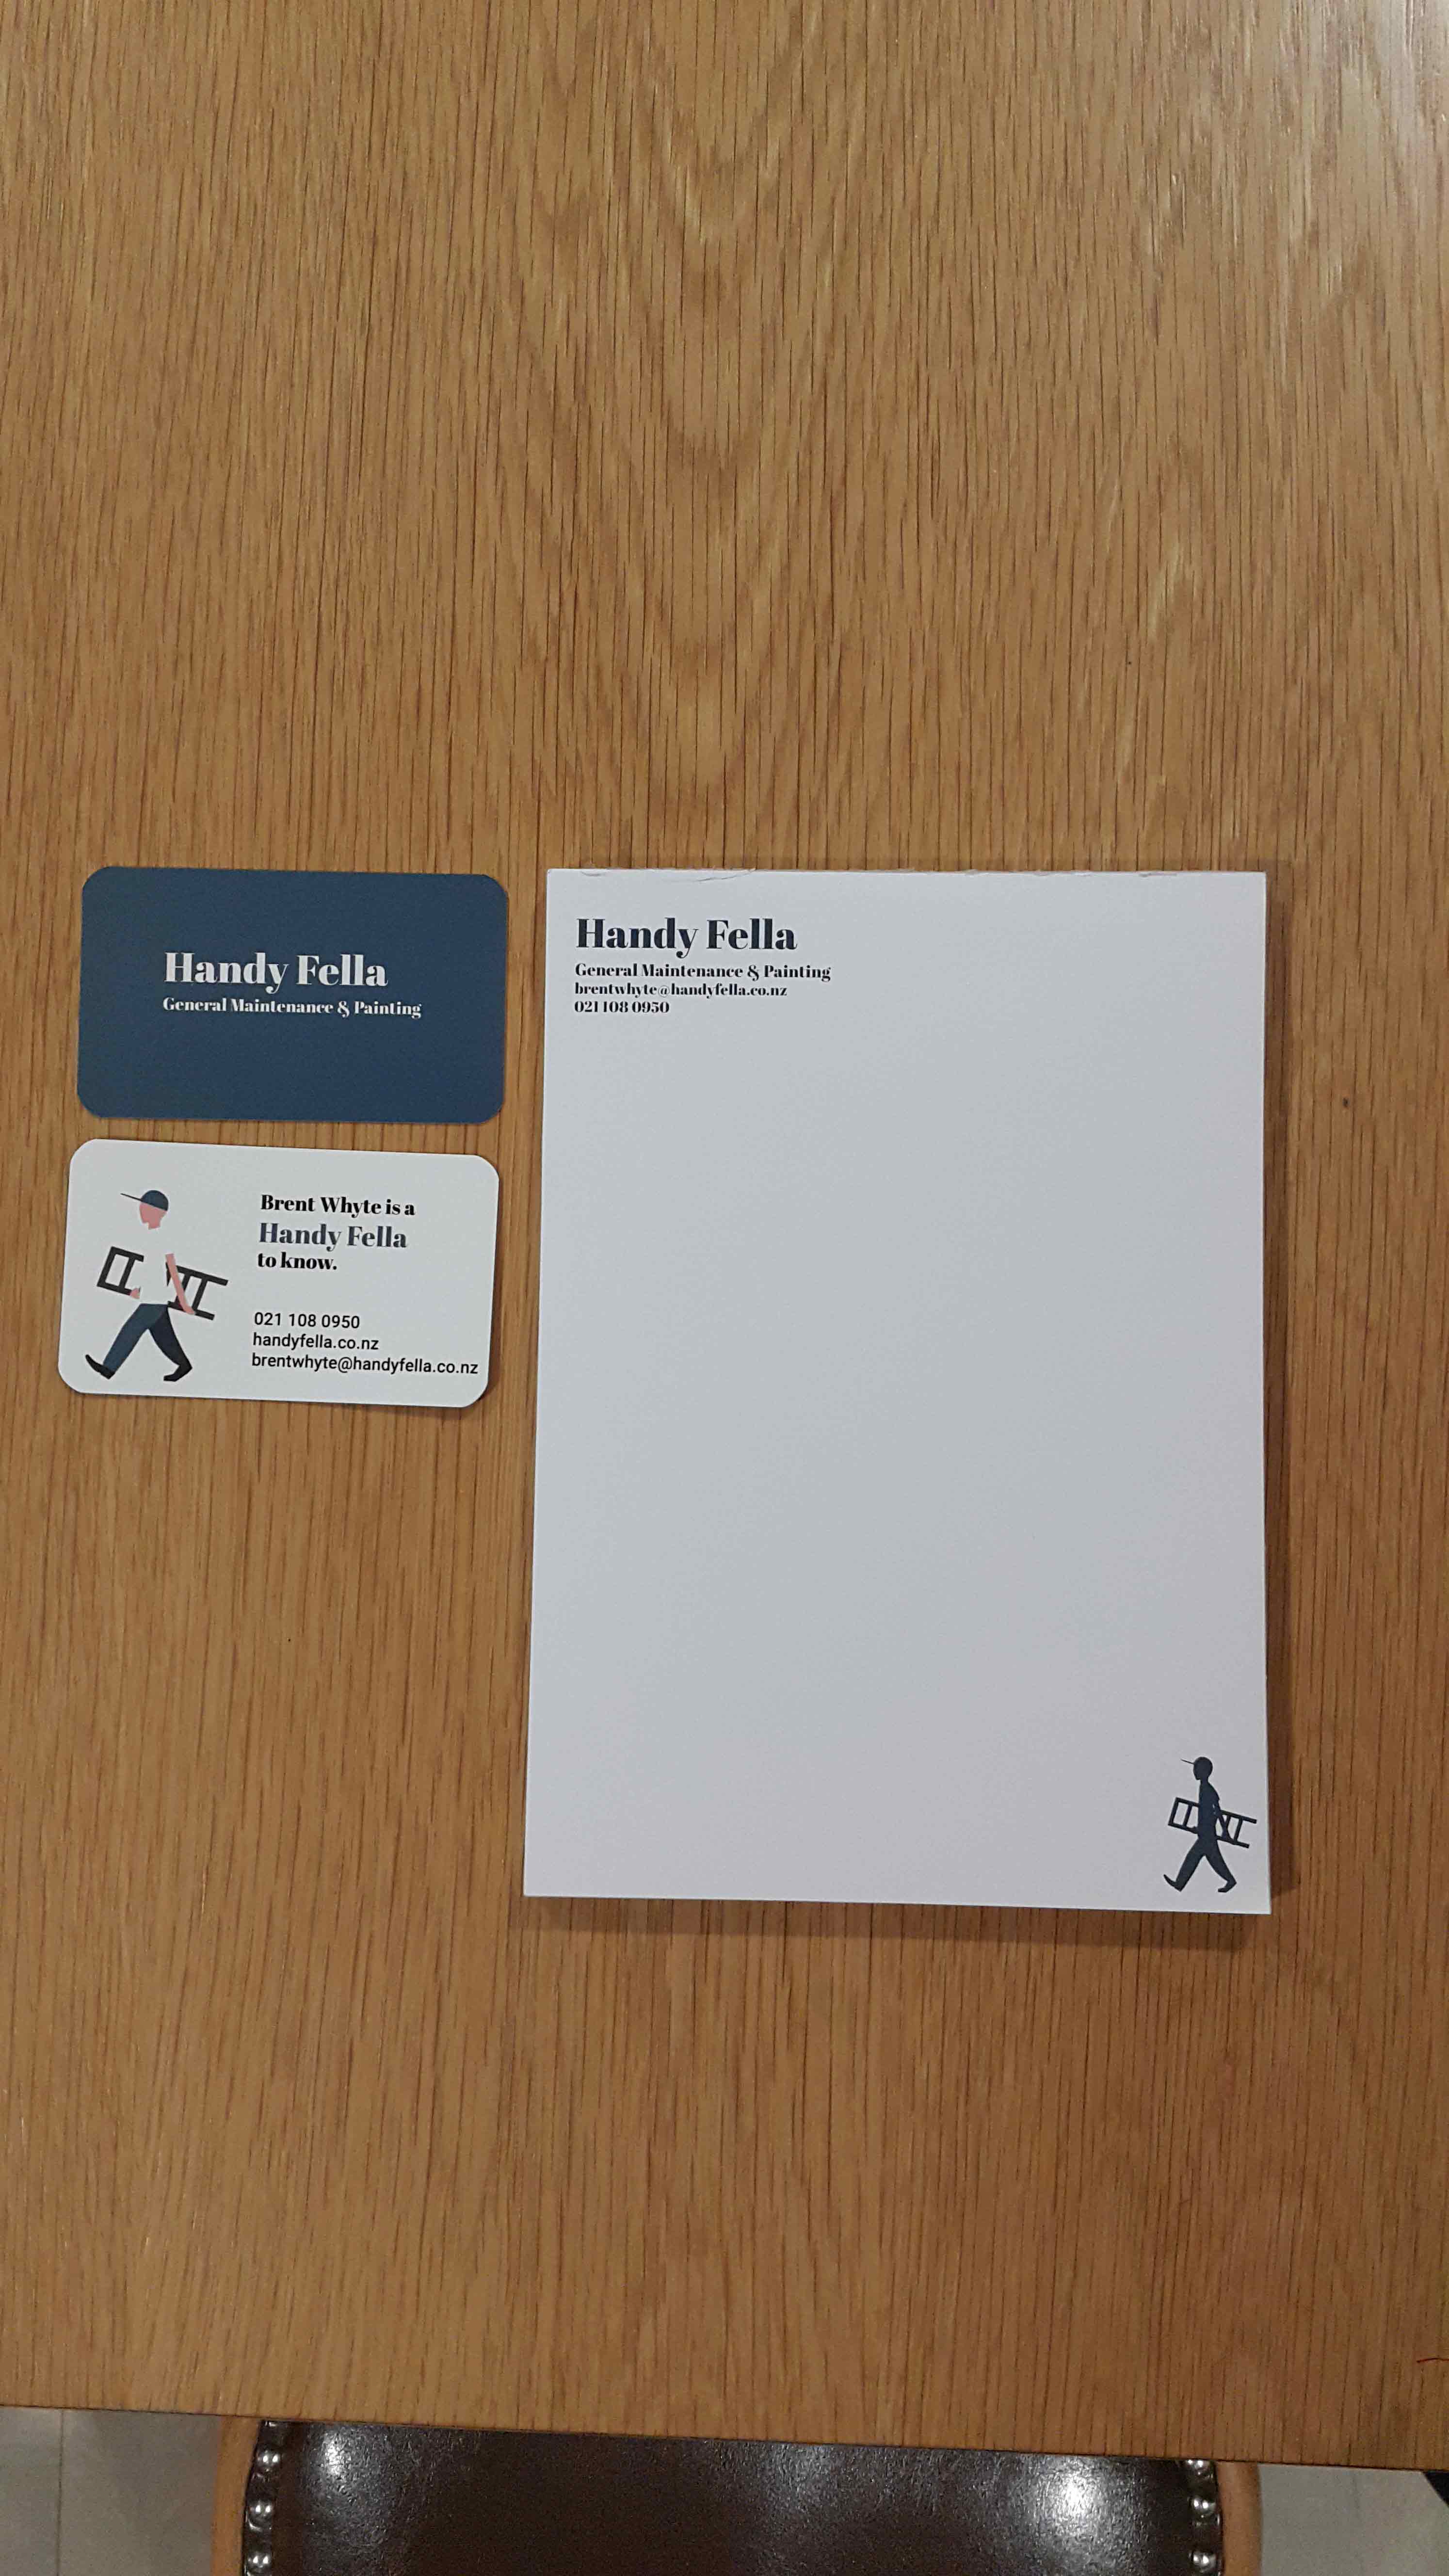 Handy Fella
General Maintenance & Painting
Brent Whyte is a
Handy Fella
to know.
021 108 0950
handyfella.co.nz
brentwhyte@handyfella.co.nz
Handy Fella
General Maintenance & Painting
brentwhyte@handyfella.co.nz
021 108 0950